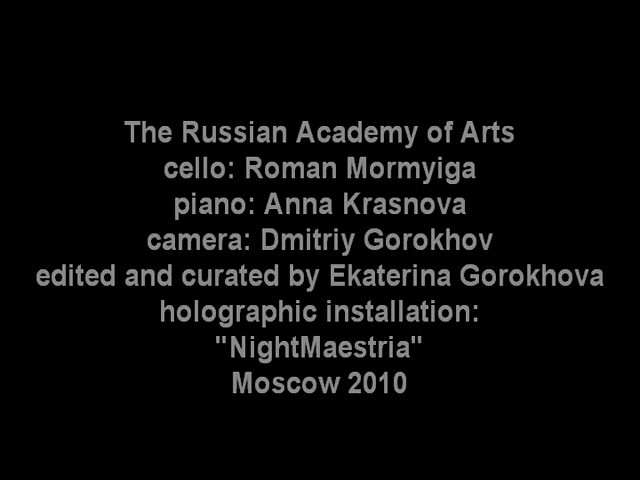 The Russian Academy of Arts
cello: Roman Mormyiga
piano: Anna Krasnova
camera: Dmitriy Gorokhov
edited and curated by Ekaterina Gorokhova
holographic installation:
"NightMaestria"
Moscow 2010